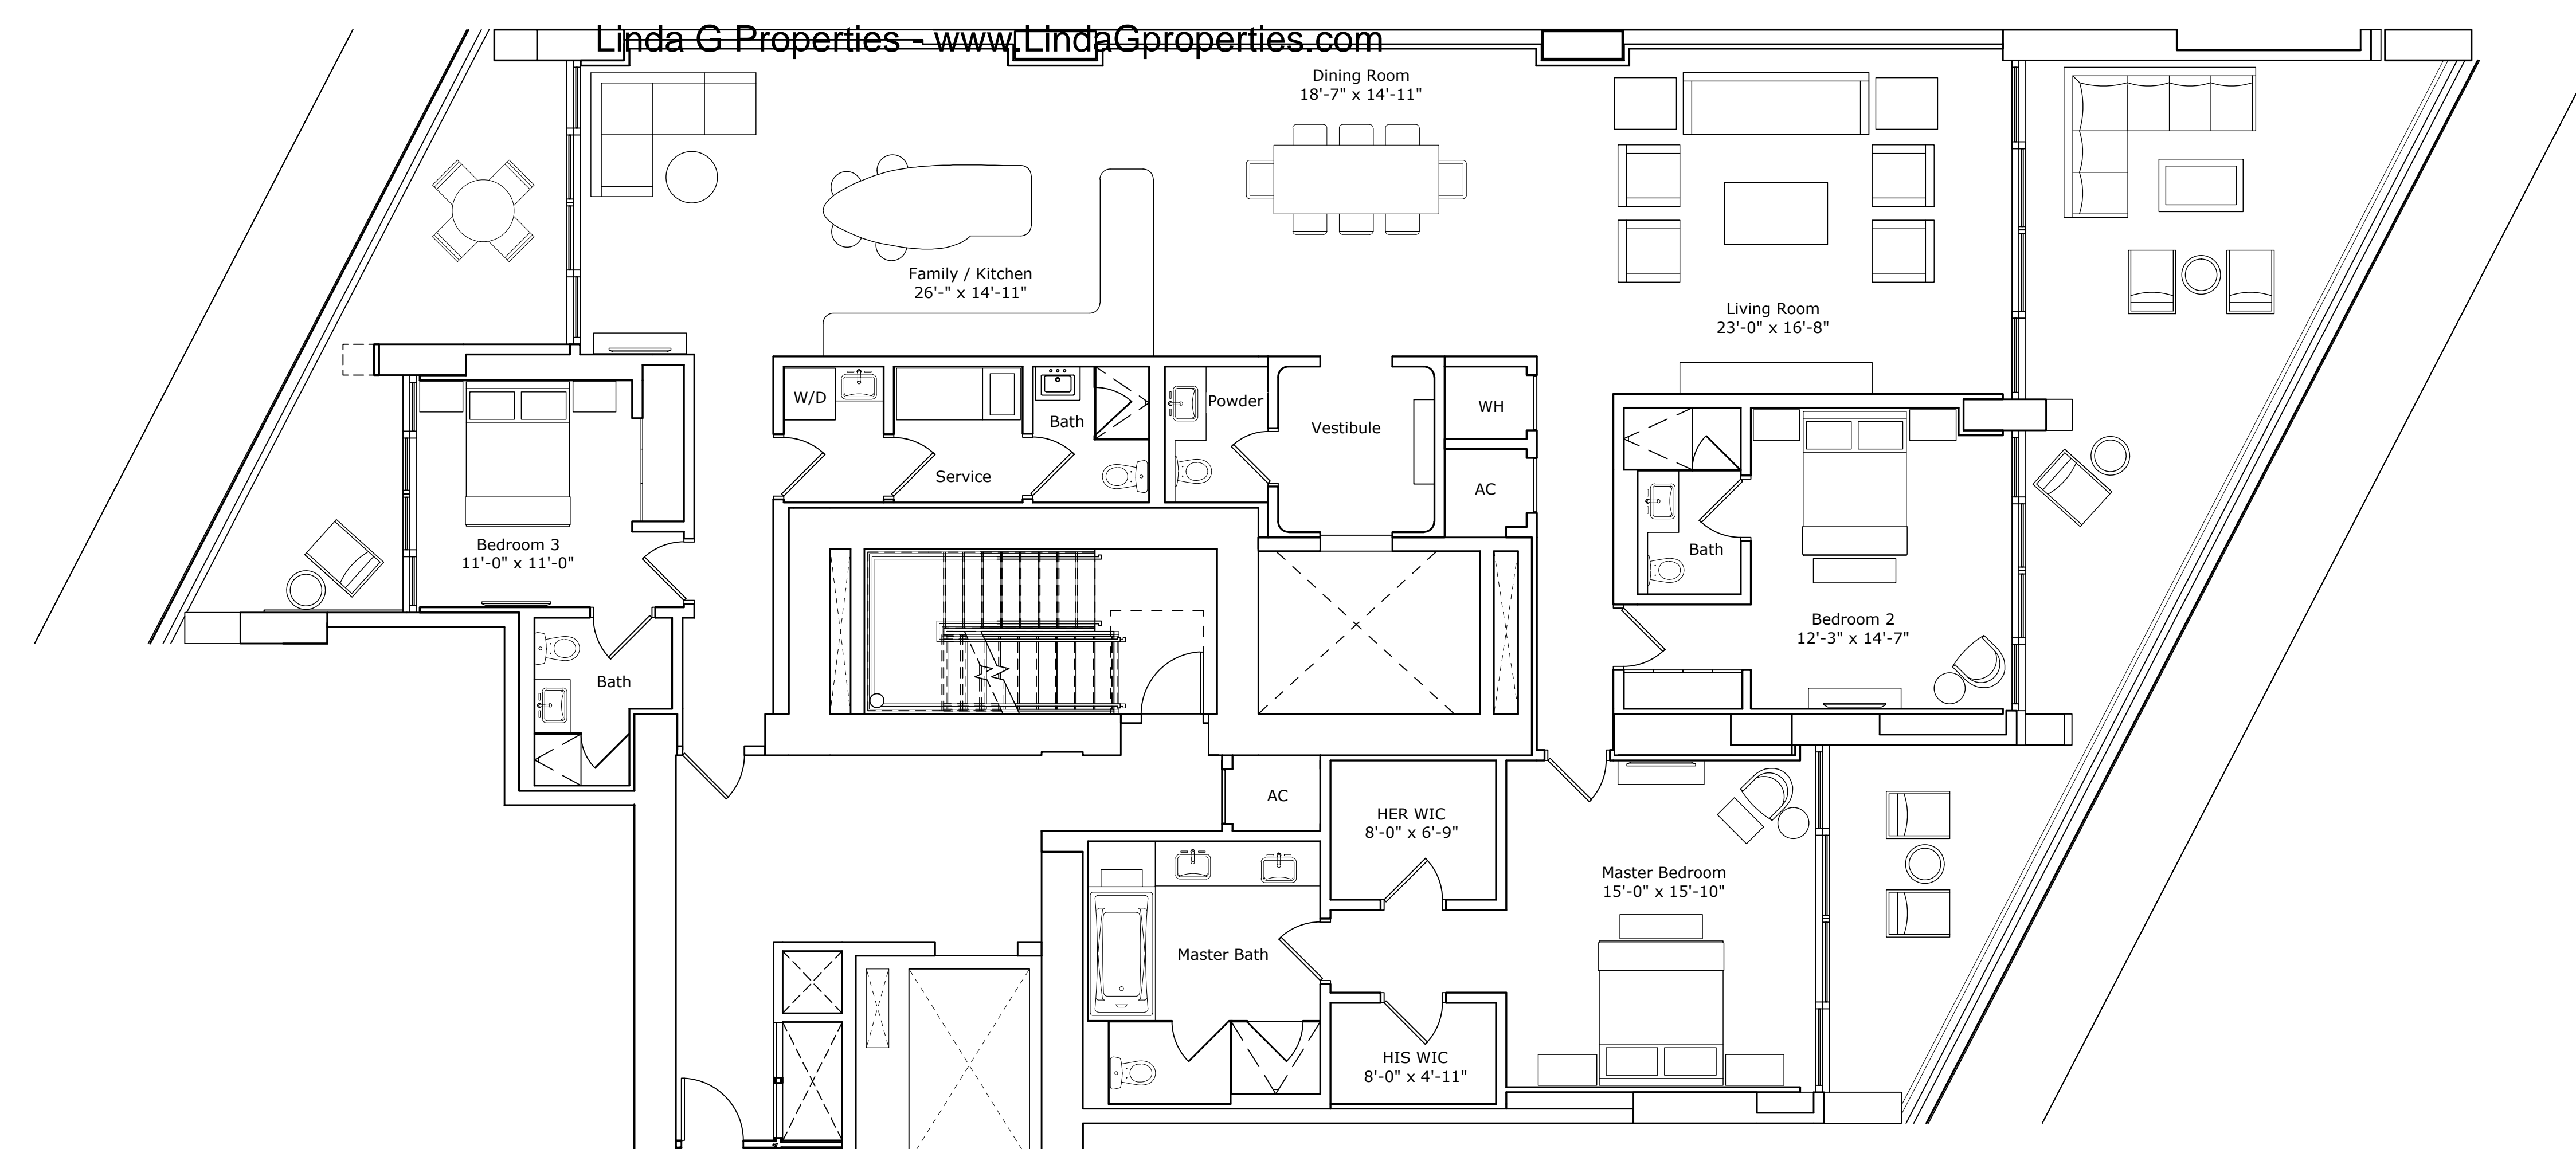 Linda G Properties - www.LindaGproperties.com
Dining Room
18'-7" x 14'-11"
Family / Kitchen
26'-" x 14'-11"
Living Room
23'-0" x 16'-8"
W/D
Bath
Powder
Vestibule
WH
Service
AC
Bedroom 3
11'-0" x 11'-0"
Bath
Bedroom 2
12'-3" x 14'-7"
Bath
AC
HER WIC
8'-0" x 6'-9"
Master Bedroom
15'-0" x 15'-10"
Master Bath
HIS WIC
8'-0" x 4'-11"